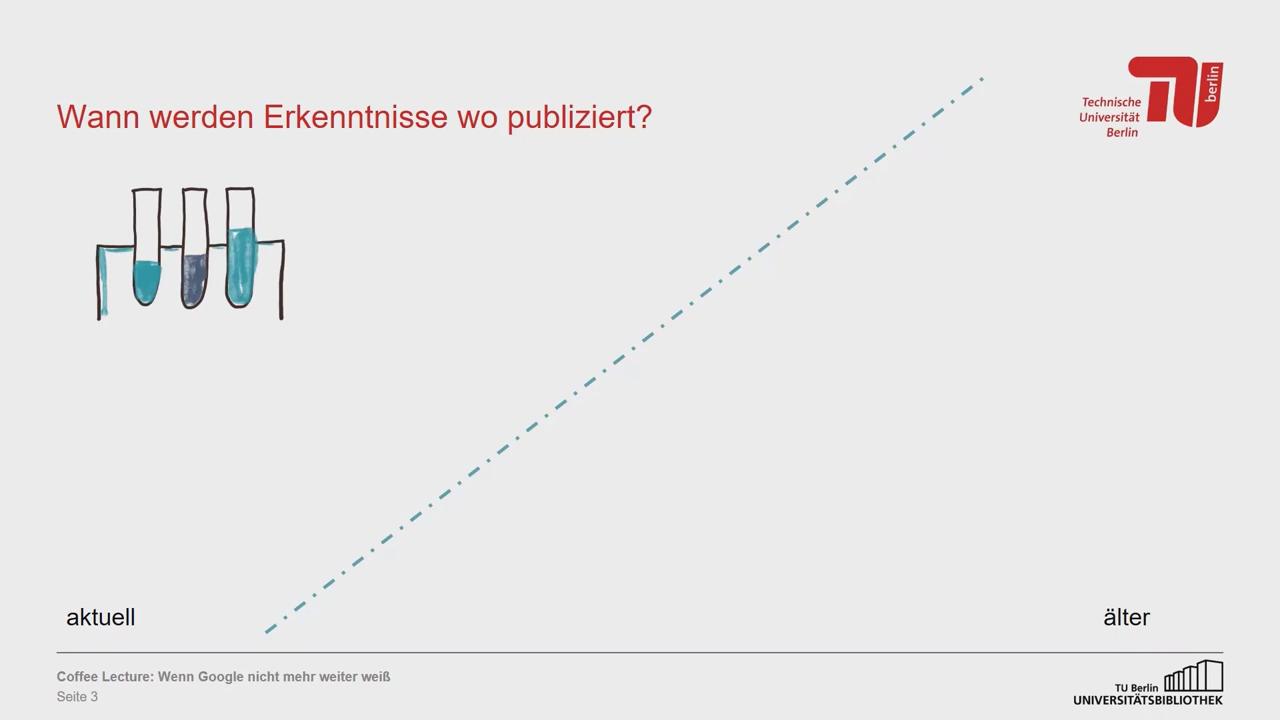 Wann werden Erkenntnisse wo publiziert?
Technische
Universität
Berlin
berlin
aktuell
älter
Coffee Lecture: Wenn Google nicht mehr weiter weiß
Seite 3
TU Berlin
UNIVERSITÄTSBIBLIOTHEK